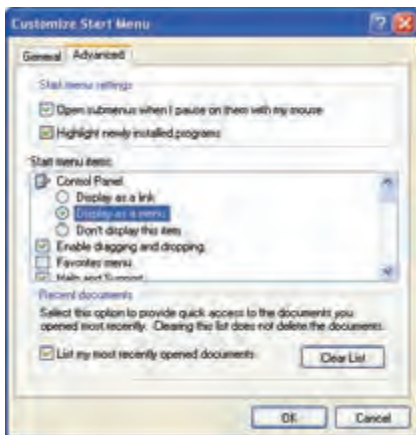 Customize Start Menu
General Advanced
Start menu settings
Open submenus when I pause on them with my mouse
Highlight newly installed programs
Start menu items:
Control Panel
Display as a link
Display as a menu
Don't display this item
Enable dragging and dropping
Favorites menu
Help and Support
Recent documents
Select this option to provide quick access to the documents you
opened most recently. Clearing this list does not delete the documents.
List my most recently opened documents
Clear List
OK Cancel